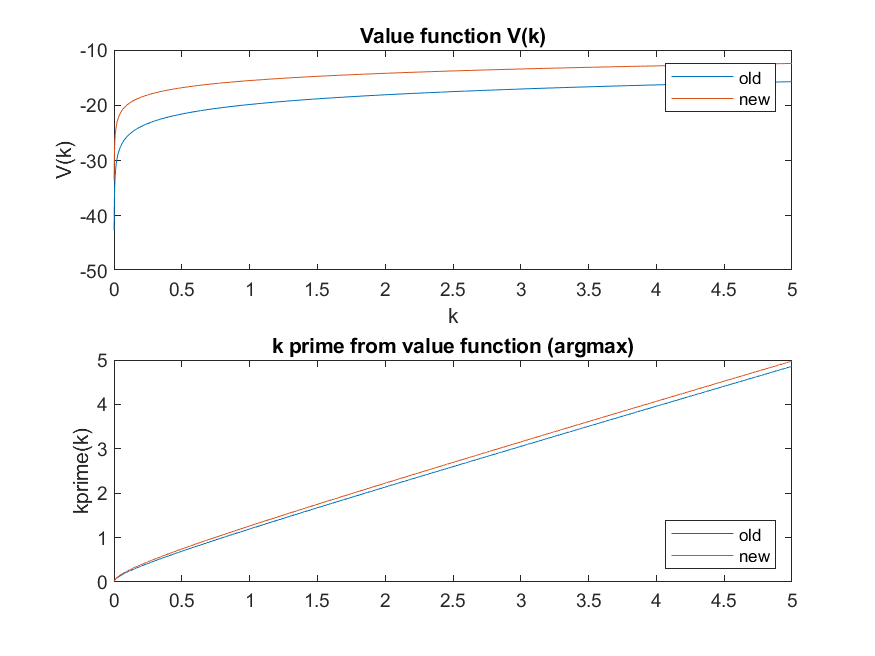 Value function V(k)
-10
-20
-30
-40
-50
V(k)
old
new
0 0.5 1 1.5 2 2.5 3 3.5 4 4.5 5
k
k prime from value function (argmax)
5
4
3
2
1
0
kprime(k)
old
new
0 0.5 1 1.5 2 2.5 3 3.5 4 4.5 5